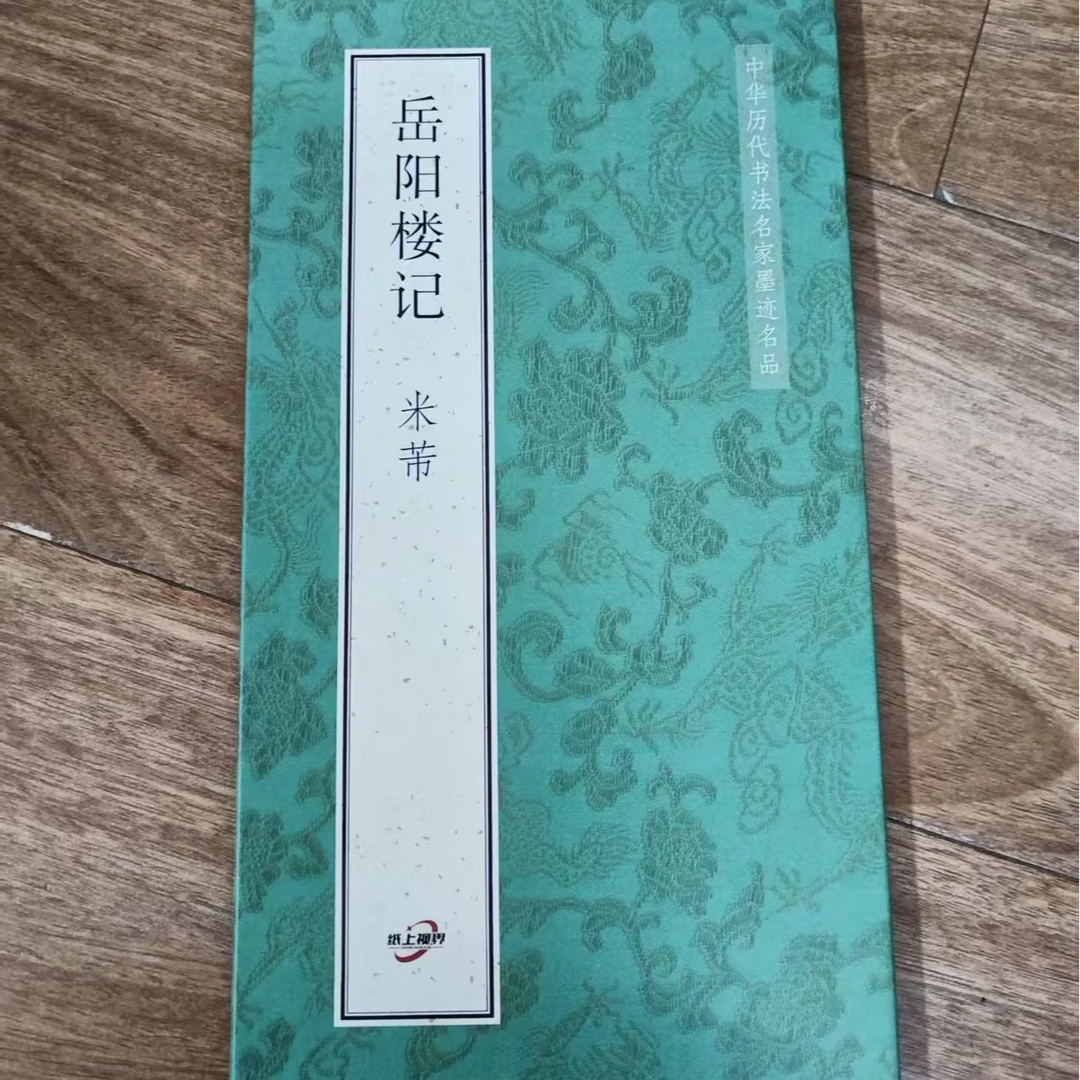 中华历代书法名家墨迹名品
岳阳楼记
米芾
纸上视界